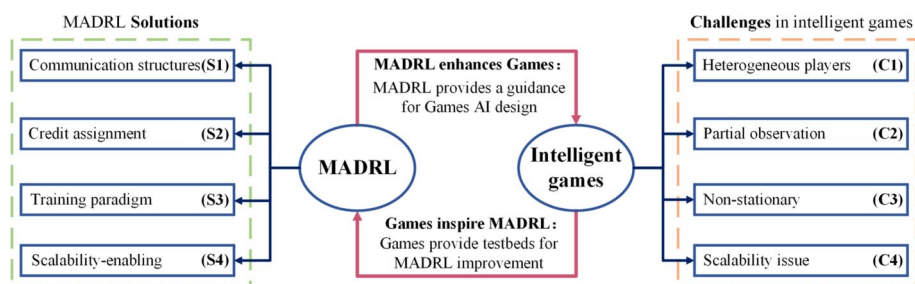 MADRL Solutions
Communication structures (S1)
Credit assignment (S2)
Training paradigm (S3)
Scalability-enabling (S4)
MADRL
MADRL enhances Games:
MADRL provides a guidance
for Games AI design
Games inspire MADRL:
Games provide testbeds for
MADRL improvement
Intelligent
games
Challenges in intelligent games
Heterogeneous players (C1)
Partial observation (C2)
Non-stationary (C3)
Scalability issue (C4)